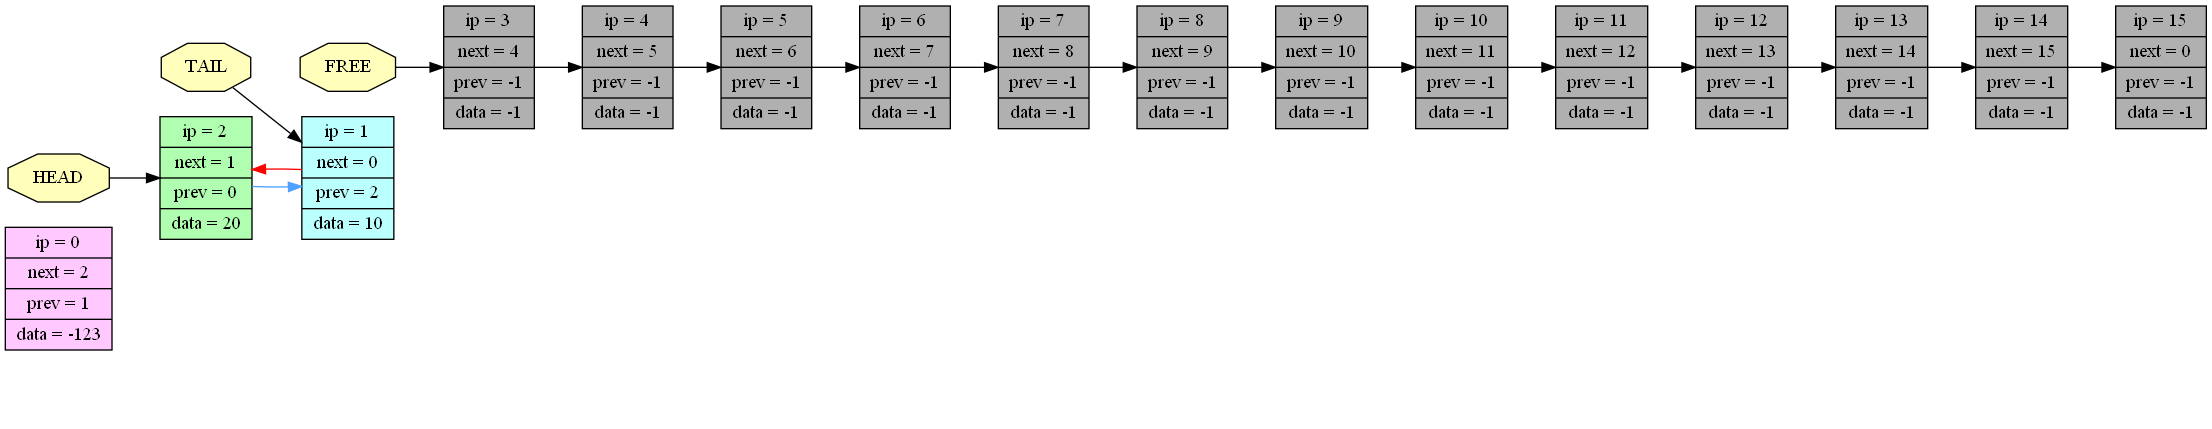 TAIL
FREE
HEAD
ip = 0
next = 2
prev = 1
data = -123
ip = 2
next = 1
prev = 0
data = 20
ip = 1
next = 0
prev = 2
data = 10
ip = 3
next = 4
prev = -1
data = -1
ip = 4
next = 5
prev = -1
data = -1
ip = 5
next = 6
prev = -1
data = -1
ip = 6
next = 7
prev = -1
data = -1
ip = 7
next = 8
prev = -1
data = -1
ip = 8
next = 9
prev = -1
data = -1
ip = 9
next = 10
prev = -1
data = -1
ip = 10
next = 11
prev = -1
data = -1
ip = 11
next = 12
prev = -1
data = -1
ip = 12
next = 13
prev = -1
data = -1
ip = 13
next = 14
prev = -1
data = -1
ip = 14
next = 15
prev = -1
data = -1
ip = 15
next = 0
prev = -1
data = -1